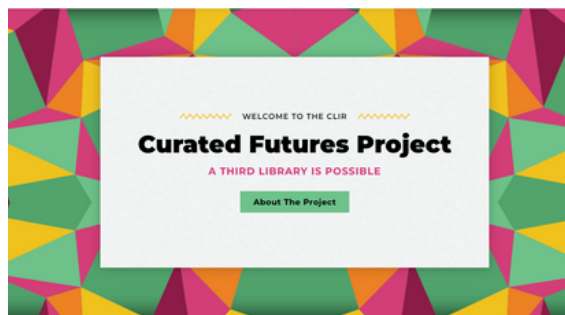 WELCOME TO THE CLIR
Curated Futures Project
A THIRD LIBRARY IS POSSIBLE
About The Project